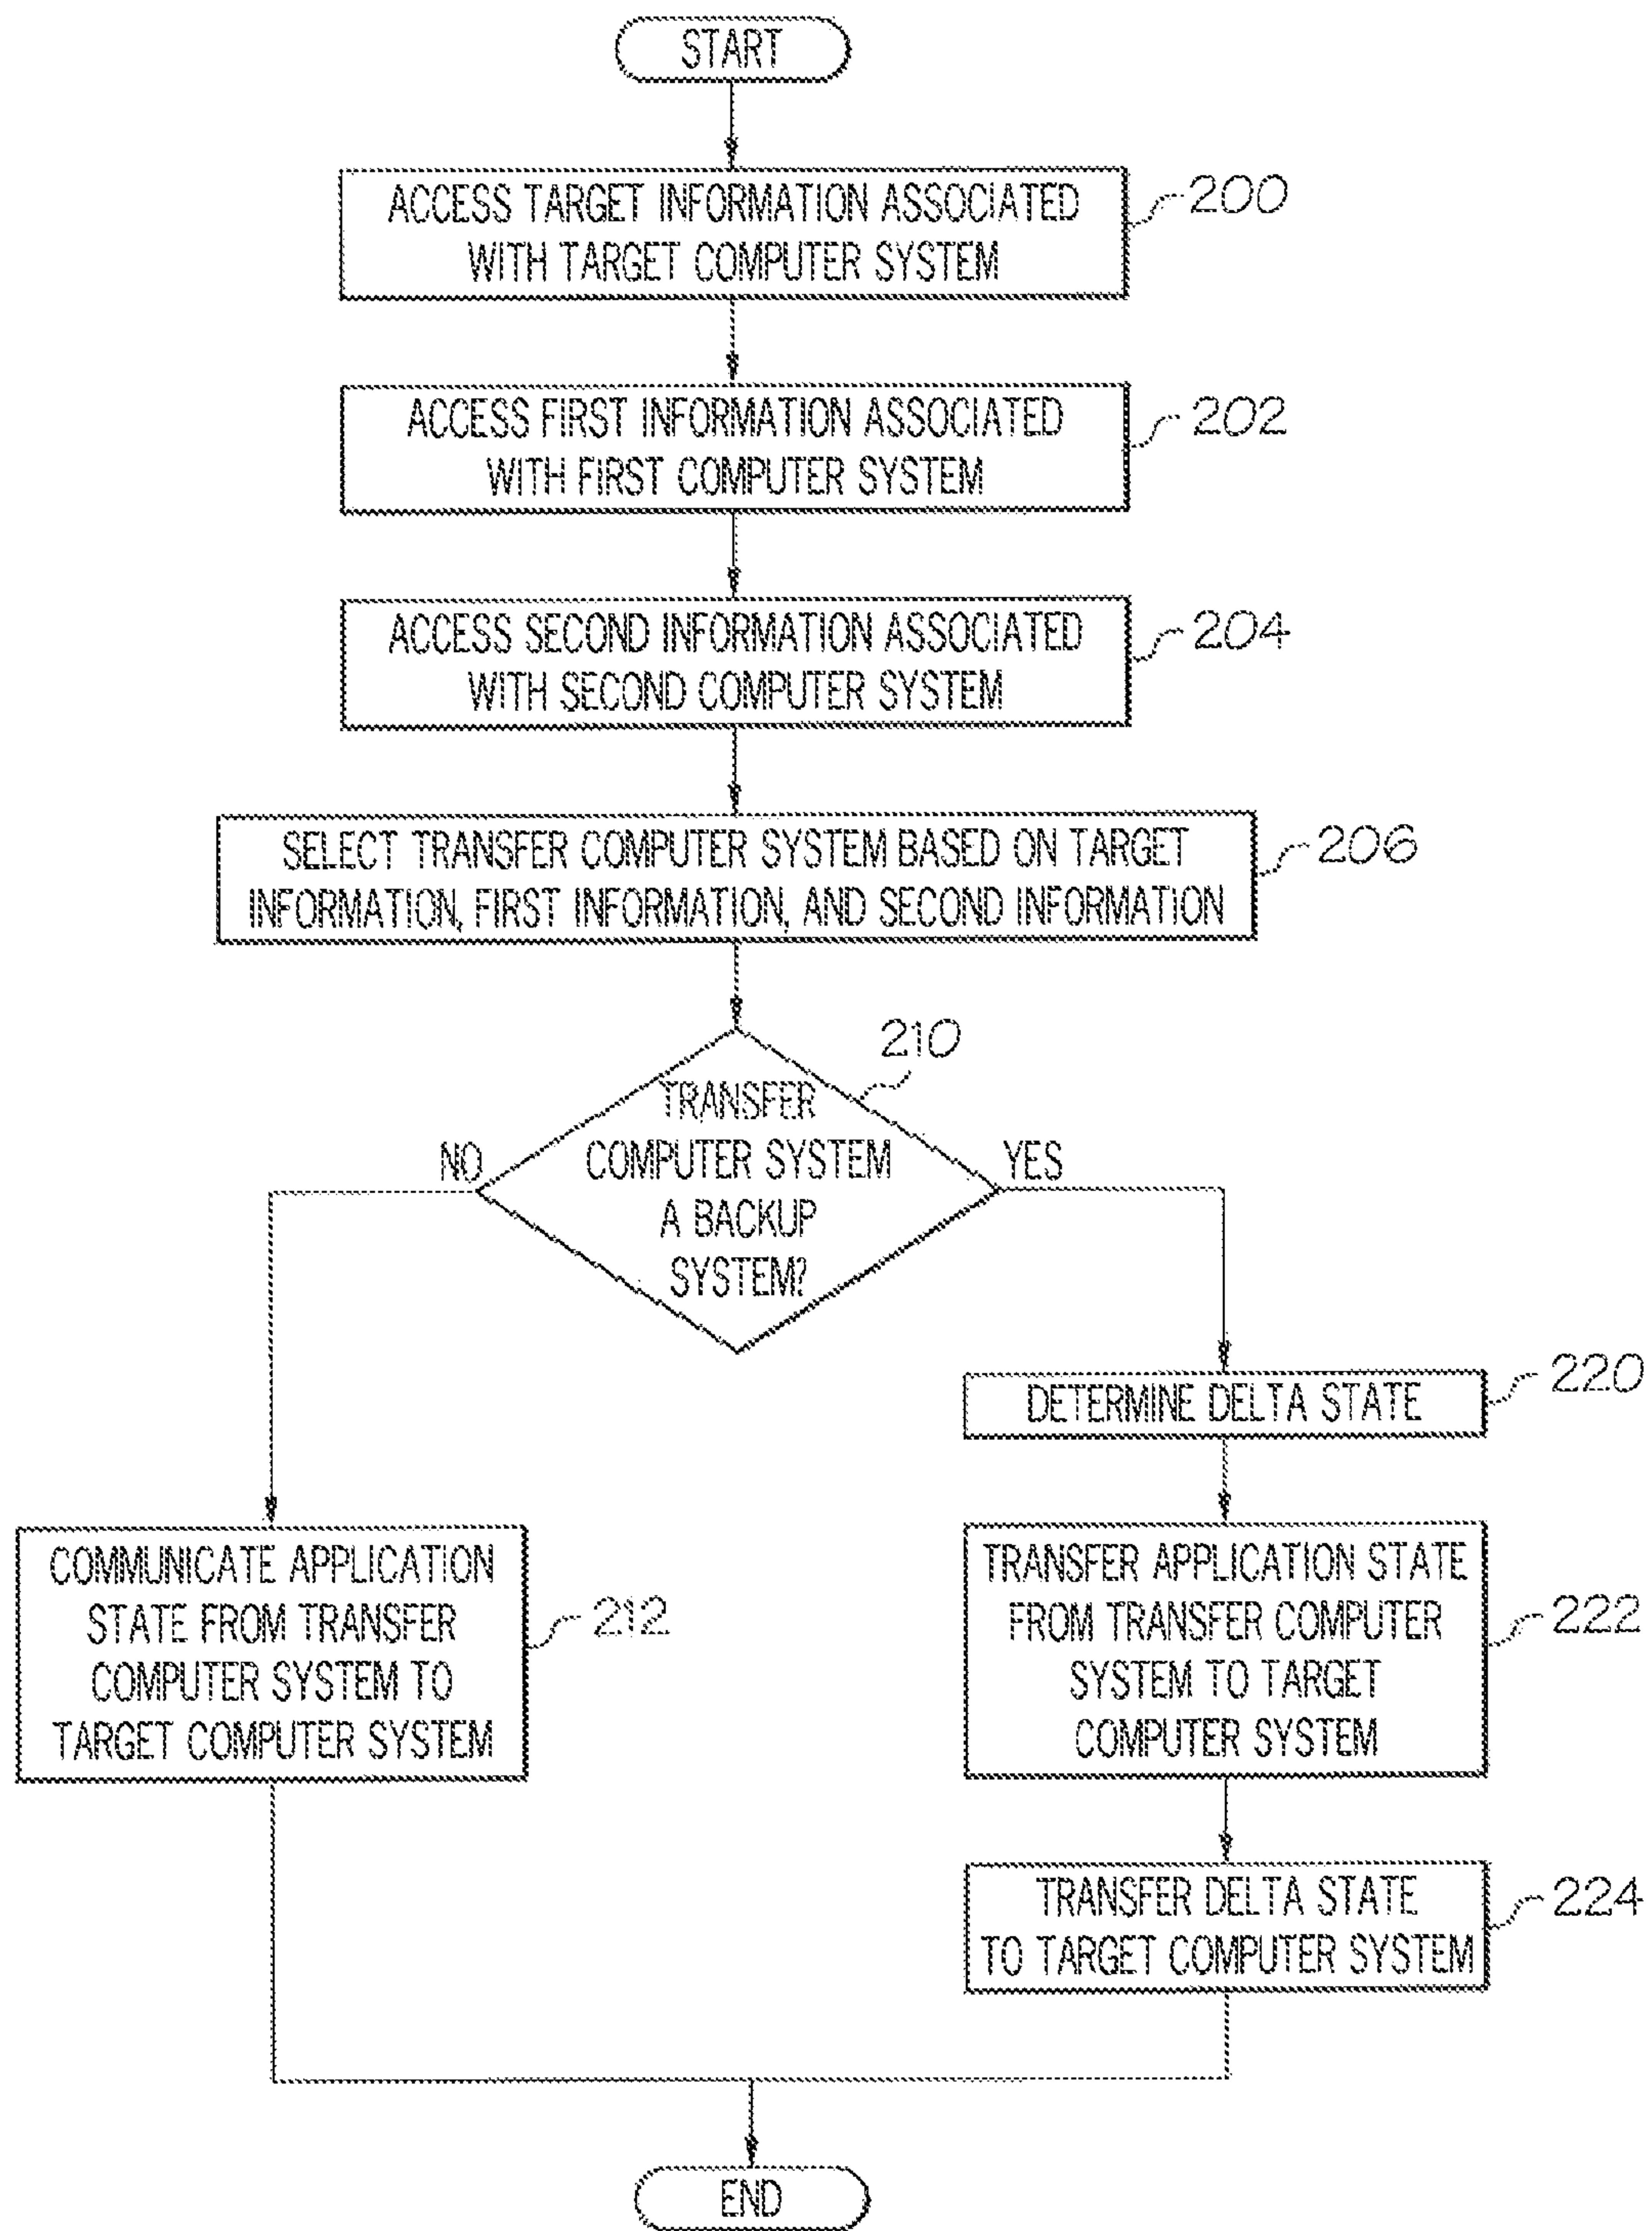 START
ACCESS TARGET INFORMATION ASSOCIATED
WITH TARGET COMPUTER SYSTEM
200
ACCESS FIRST INFORMATION ASSOCIATED
WITH FIRST COMPUTER SYSTEM
202
ACCESS SECOND INFORMATION ASSOCIATED
WITH SECOND COMPUTER SYSTEM
204
SELECT TRANSFER COMPUTER SYSTEM BASED ON TARGET
INFORMATION, FIRST INFORMATION, AND SECOND INFORMATION
206
210
TRANSFER
COMPUTER SYSTEM
A BACKUP
SYSTEM?
NO
YES
COMMUNICATE APPLICATION
STATE FROM TRANSFER
COMPUTER SYSTEM TO
TARGET COMPUTER SYSTEM
212
DETERMINE DELTA STATE
220
TRANSFER APPLICATION STATE
FROM TRANSFER COMPUTER
SYSTEM TO TARGET
COMPUTER SYSTEM
222
TRANSFER DELTA STATE
TO TARGET COMPUTER SYSTEM
224
END